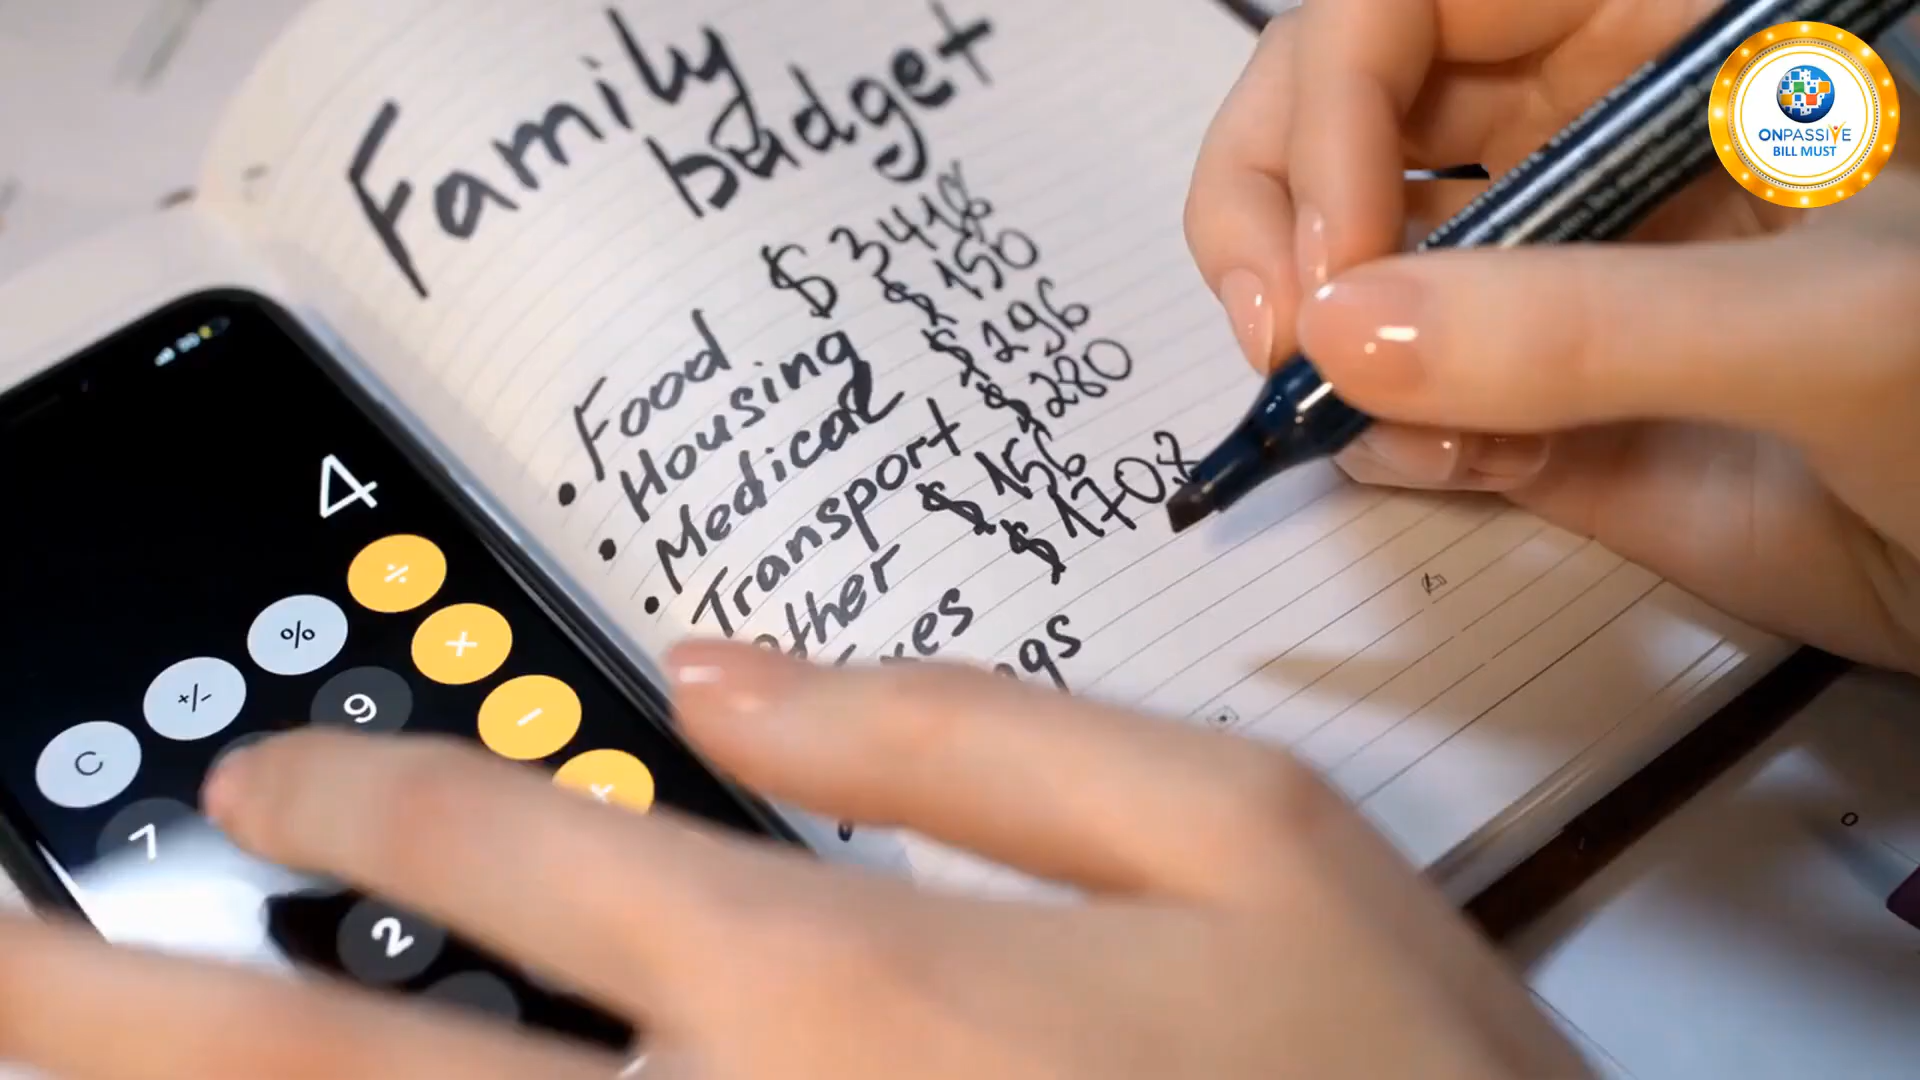 Family
budget
Food $ 3418
Housing $ 150
Medical $ 296
Transport $ 280
other $ 156
$ 1708
4
÷
% ×
+/- 9 −
C +
7
2
ONPASSIVE
BILL MUST